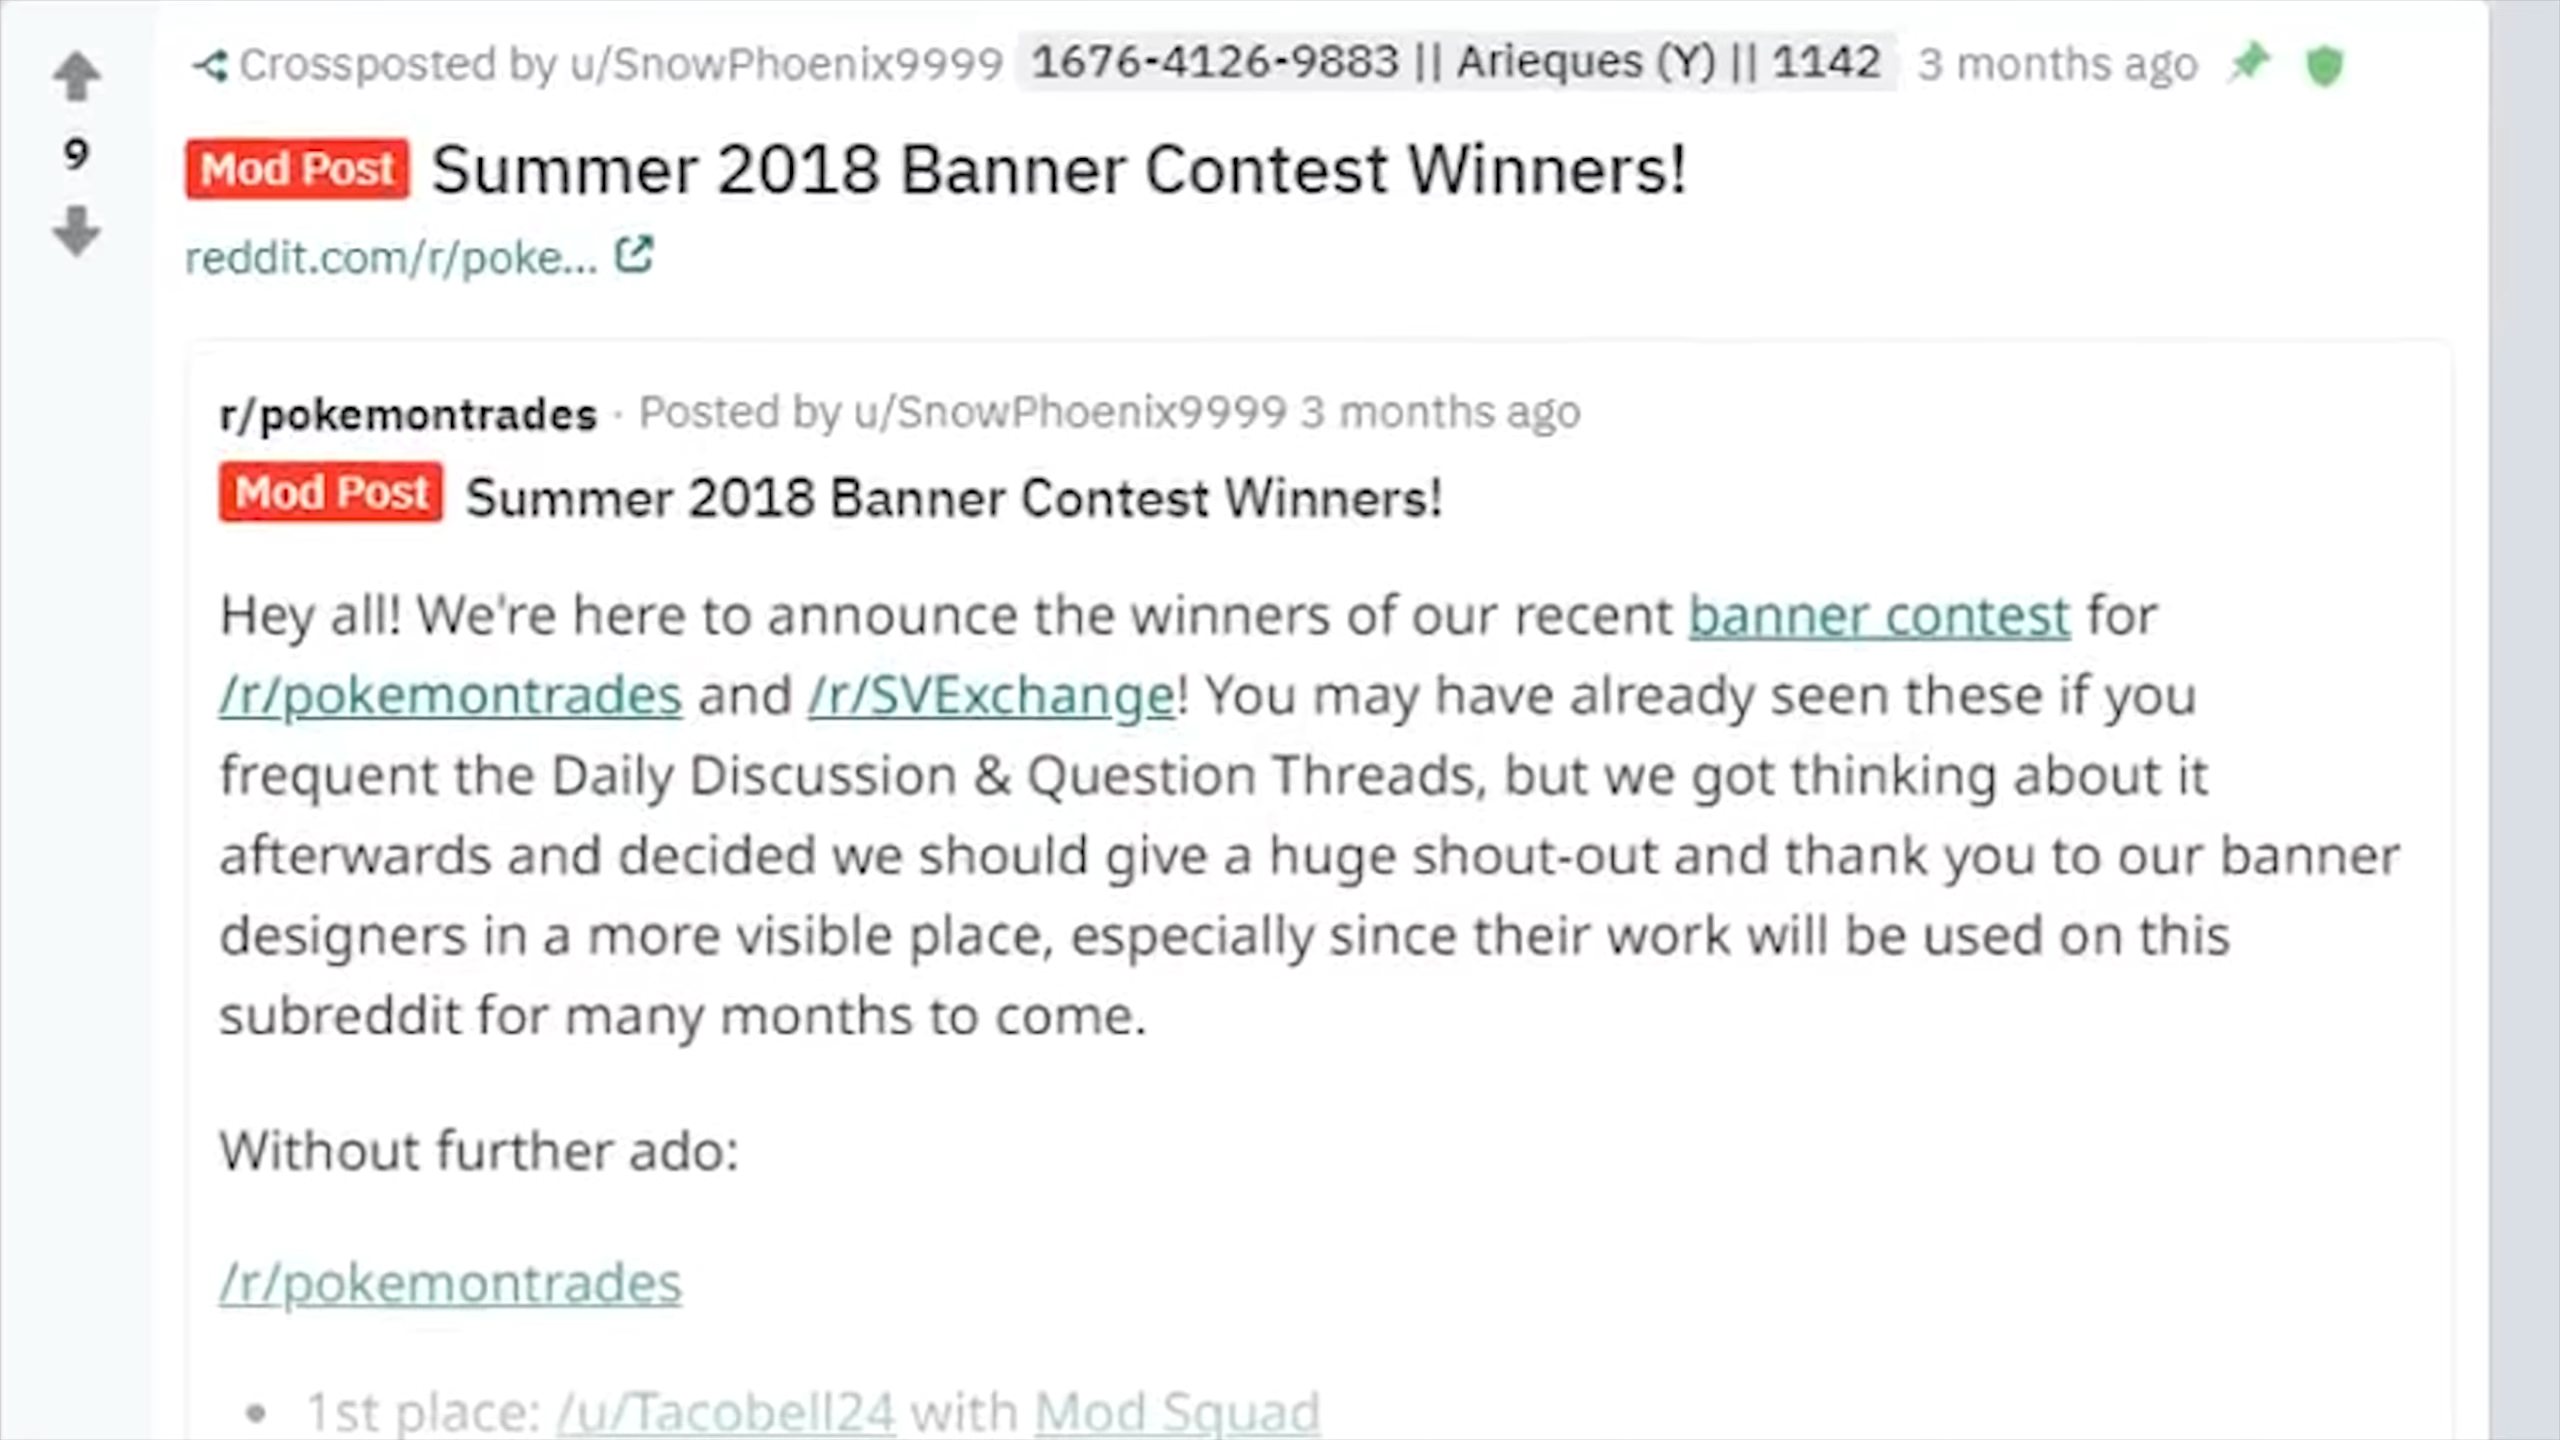 Crossposted by u/SnowPhoenix9999 1676-4126-9883 || Arieques (Y) || 1142 3 months ago
9
Mod Post Summer 2018 Banner Contest Winners!
reddit.com/r/poke...
r/pokemontrades · Posted by u/SnowPhoenix9999 3 months ago
Mod Post Summer 2018 Banner Contest Winners!
Hey all! We're here to announce the winners of our recent banner contest for
/r/pokemontrades and /r/SVExchange! You may have already seen these if you
frequent the Daily Discussion & Question Threads, but we got thinking about it
afterwards and decided we should give a huge shout-out and thank you to our banner
designers in a more visible place, especially since their work will be used on this
subreddit for many months to come.
Without further ado:
/r/pokemontrades
• 1st place: /u/Tacobell24 with Mod Squad